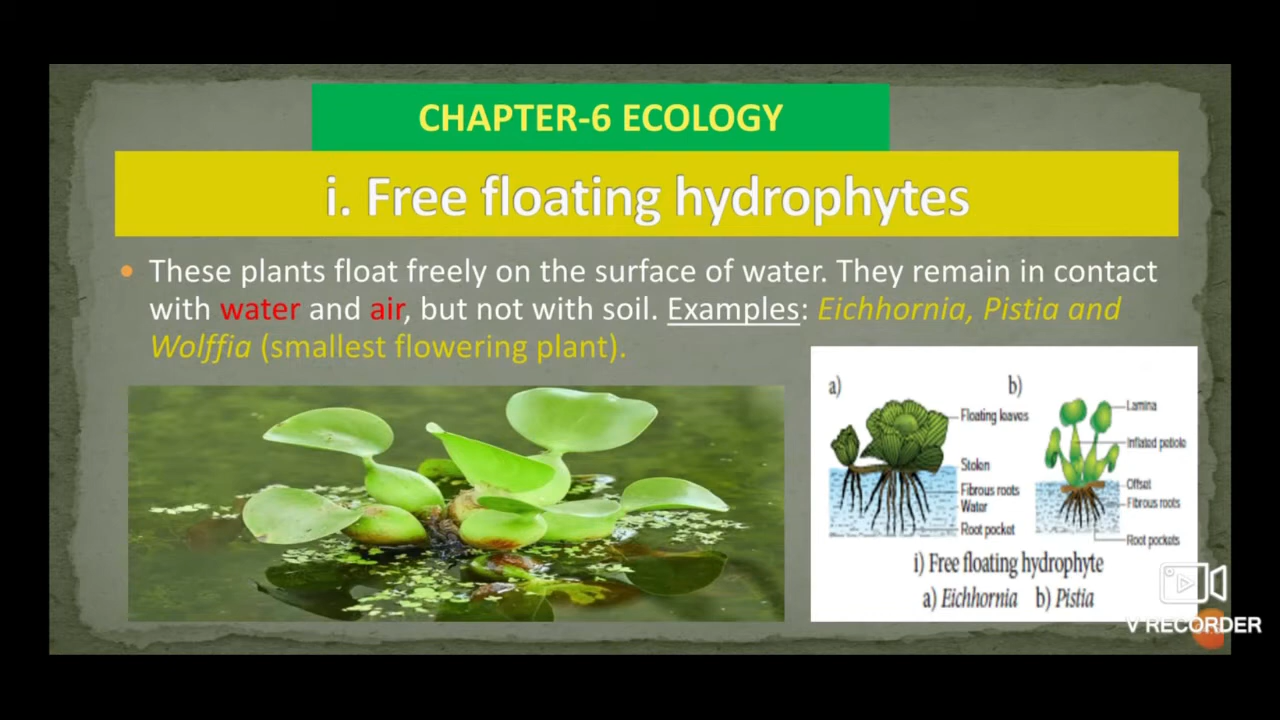 CHAPTER-6 ECOLOGY
i. Free floating hydrophytes
These plants float freely on the surface of water. They remain in contact
with water and air, but not with soil. Examples: Eichhornia, Pistia and
Wolffia (smallest flowering plant).
a)
b)
Floating leaves
Stolen
Fibrous roots
Water
Root pocket
Lamina
Inflated petiole
Offset
Fibrous roots
Root pockets
i) Free floating hydrophyte
a) Eichhornia b) Pistia
V RECORDER